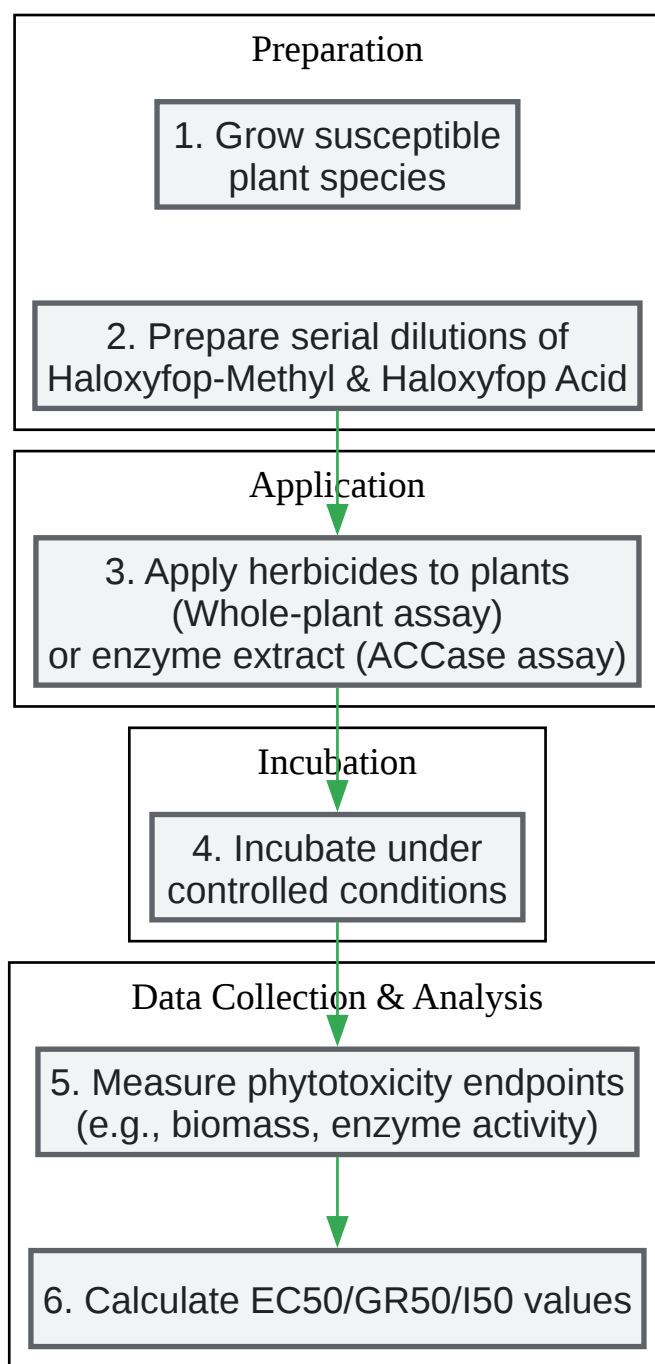 Preparation
1. Grow susceptible
plant species
2. Prepare serial dilutions of
Haloxyfop-Methyl & Haloxyfop Acid
Application
3. Apply herbicides to plants
(Whole-plant assay)
or enzyme extract (ACCase assay)
Incubation
4. Incubate under
controlled conditions
Data Collection & Analysis
5. Measure phytotoxicity endpoints
(e.g., biomass, enzyme activity)
6. Calculate EC50/GR50/I50 values